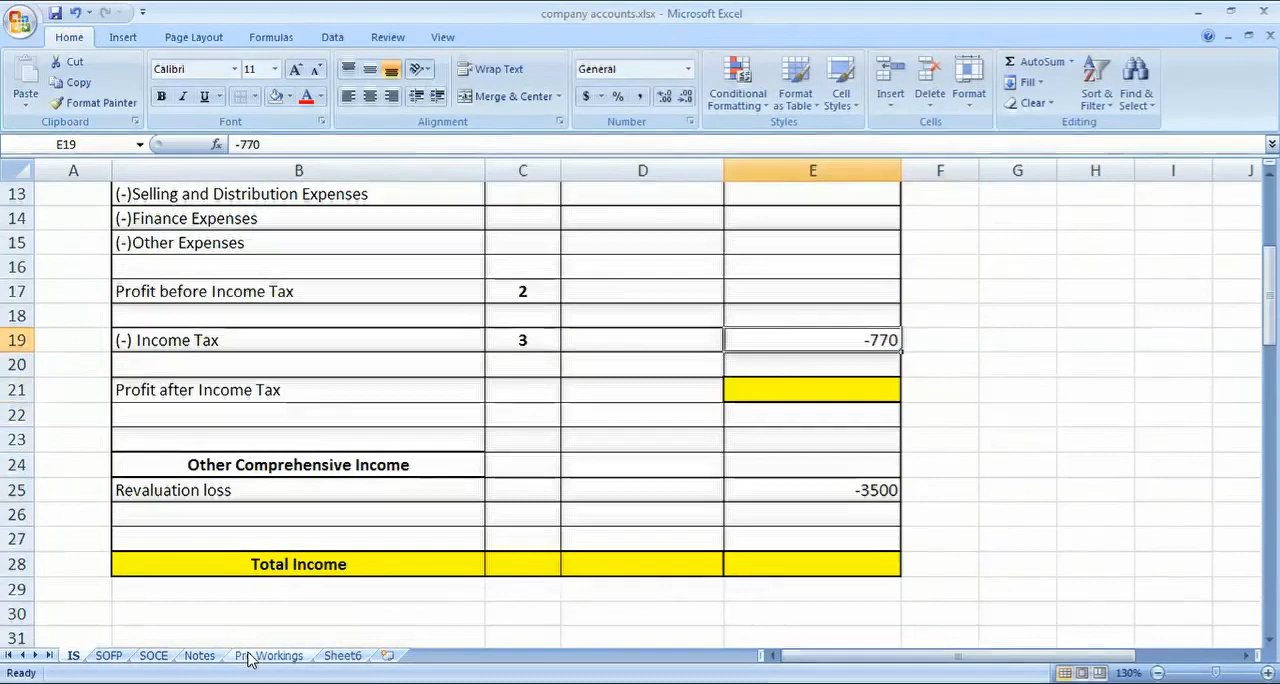 company accounts.xlsx - Microsoft Excel
Home Insert Page Layout Formulas Data Review View
Cut Calibri 11 Wrap Text General AutoSum
Copy Fill
Paste Format Painter B I U Merge & Center $ % , Conditional Formatting Format as Table Cell Styles Insert Delete Format Clear Sort & Filter Find & Select
Clipboard Font Alignment Number Styles Cells Editing
E19 fx -770
A B C D E F G H I J
13 (-)Selling and Distribution Expenses
14 (-)Finance Expenses
15 (-)Other Expenses
16
17 Profit before Income Tax 2
18
19 (-) Income Tax 3 -770
20
21 Profit after Income Tax
22
23
24 Other Comprehensive Income
25 Revaluation loss -3500
26
27
28 Total Income
29
30
31
IS SOFP SOCE Notes Workings Sheet6
Ready 130%